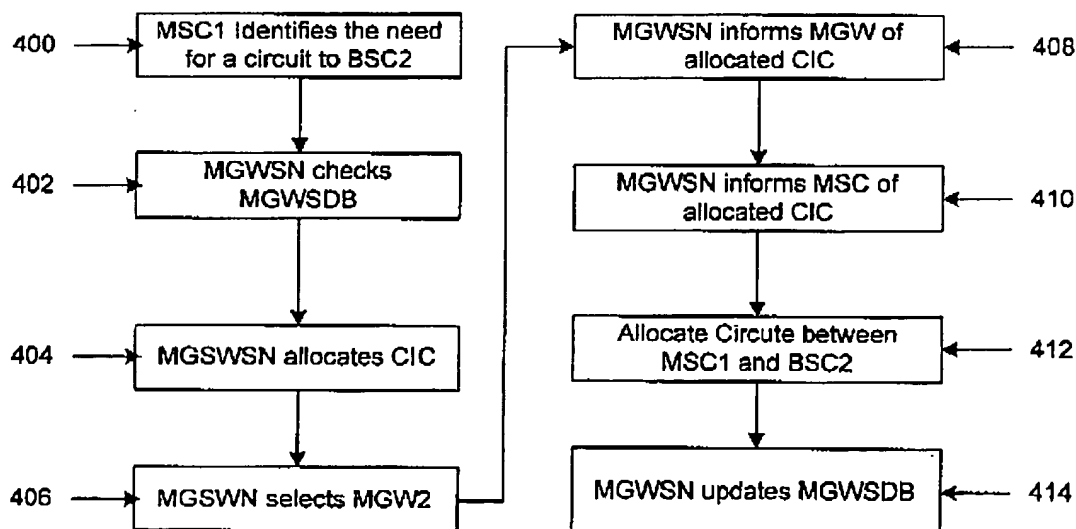 400
MSC1 Identifies the need
for a circuit to BSC2
402
MGWSN checks
MGWSDB
404
MGSWSN allocates CIC
406
MGSWN selects MGW2
MGWSN informs MGW of
allocated CIC
408
MGWSN informs MSC of
allocated CIC
410
Allocate Circute between
MSC1 and BSC2
412
MGWSN updates MGWSDB
414